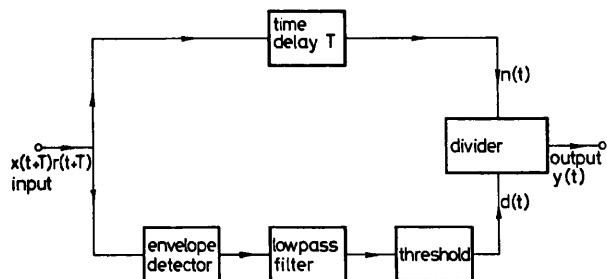 time
delay T
n(t)
x(t+T)r(t+T)
input
divider
output
y(t)
d(t)
envelope
detector
lowpass
filter
threshold